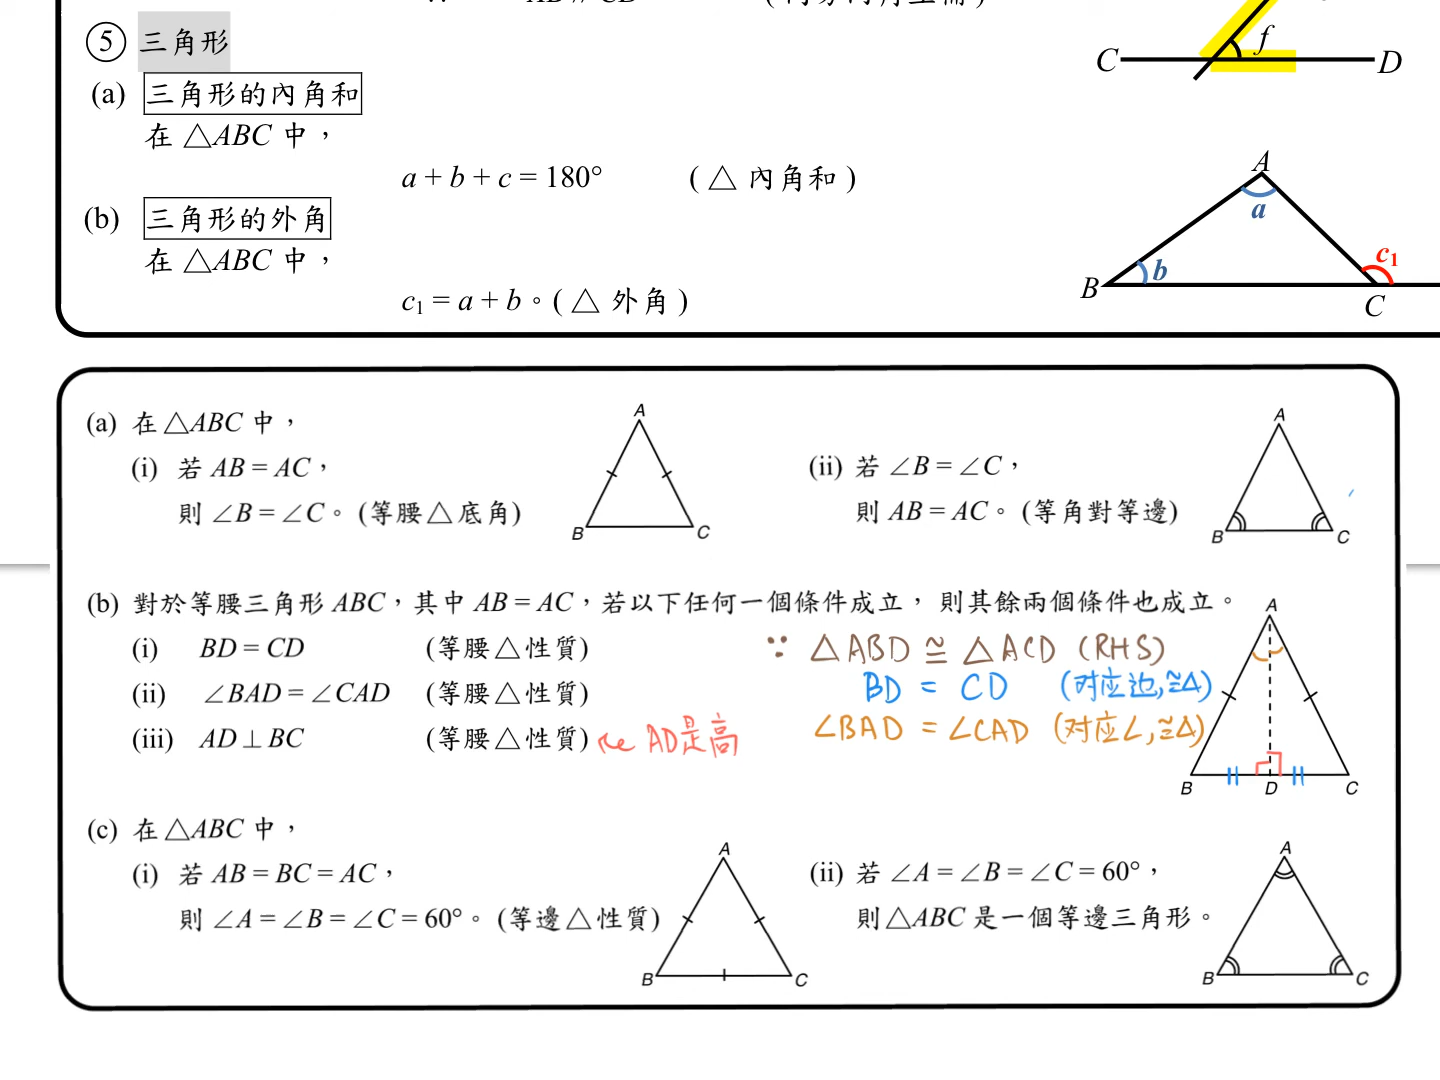 ⑤ 三角形
C
f
D
(a) 三角形的內角和
在 △ABC 中，
a + b + c = 180° ( △ 內角和 )
(b) 三角形的外角
在 △ABC 中，
c₁ = a + b。( △ 外角 )
A
a
b
c₁
B
C
(a) 在 △ABC 中，
(i) 若 AB = AC，
則 ∠B = ∠C。 (等腰 △ 底角)
A
B
C
(ii) 若 ∠B = ∠C，
則 AB = AC。 (等角對等邊)
A
B
C
(b) 對於等腰三角形 ABC，其中 AB = AC，若以下任何一個條件成立， 則其餘兩個條件也成立。
(i) BD = CD (等腰 △ 性質)
(ii) ∠BAD = ∠CAD (等腰 △ 性質)
(iii) AD ⊥ BC (等腰 △ 性質)
AD是高
∵ △ABD ≅ △ACD (RHS)
BD = CD (对应边,≅△)
∠BAD = ∠CAD (对应∠,≅△)
A
B
D
C
(c) 在 △ABC 中，
(i) 若 AB = BC = AC，
則 ∠A = ∠B = ∠C = 60°。 (等邊 △ 性質)
A
B
C
(ii) 若 ∠A = ∠B = ∠C = 60°，
則 △ABC 是一個等邊三角形。
A
B
C